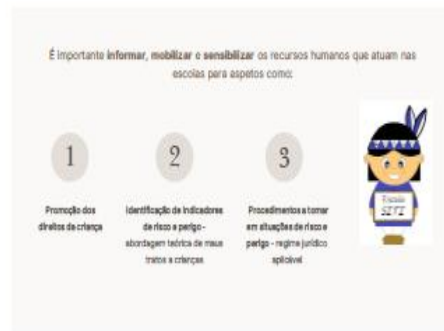 É importante informar, mobilizar e sensibilizar os recursos humanos que atuam nas
escolas para aspetos como:
1
2
3
Promoção dos
direitos da criança
Identificação de indicadores
de risco e perigo -
abordagem teórica de maus
tratos a crianças
Procedimentos a tomar
em situações de risco e
perigo - regime jurídico
aplicável